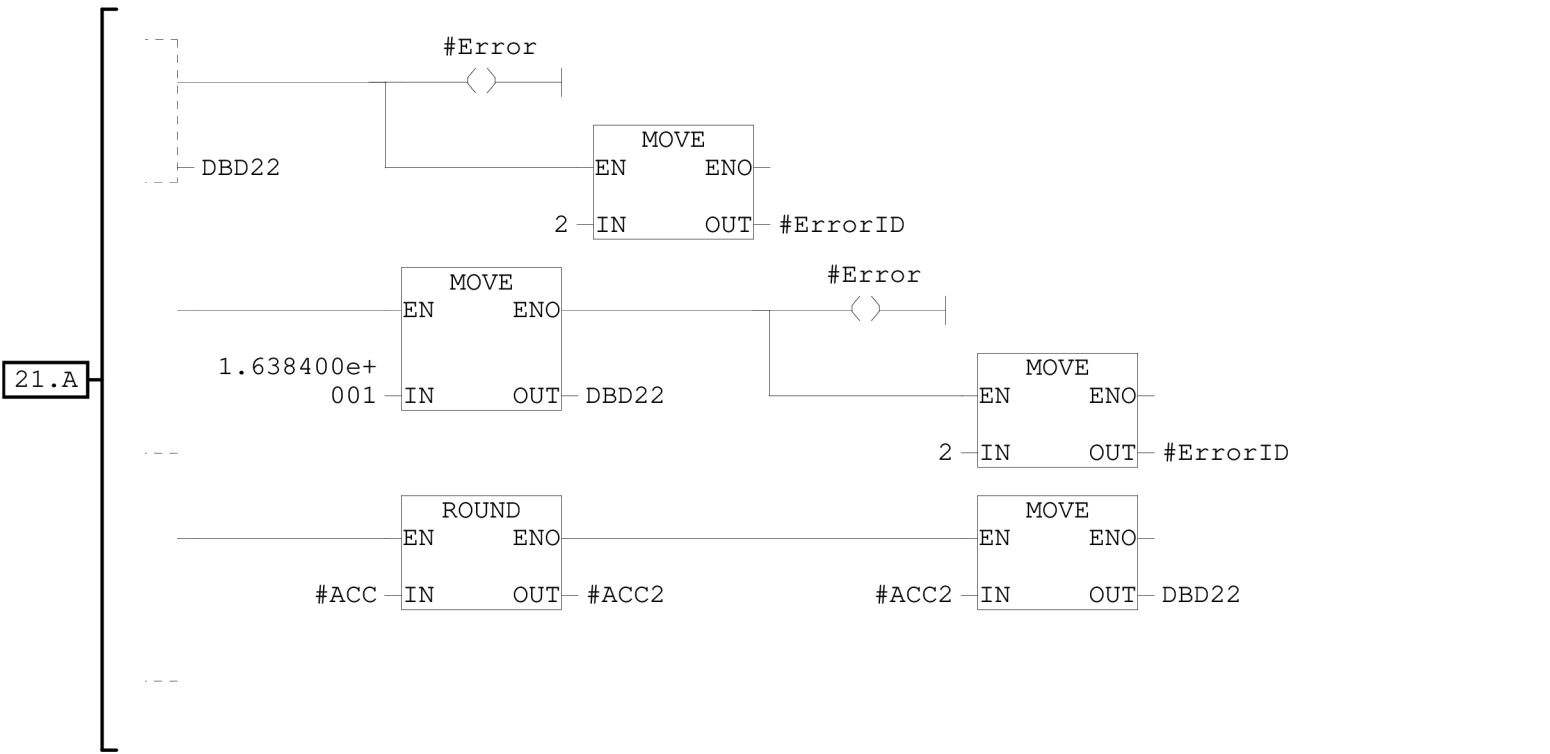 #Error
MOVE
DBD22
EN ENO
2 IN OUT #ErrorID
MOVE
#Error
EN ENO
1.638400e+
MOVE
21.A
001 IN OUT DBD22
EN ENO
2 IN OUT #ErrorID
ROUND MOVE
EN ENO EN ENO
#ACC IN OUT #ACC2 #ACC2 IN OUT DBD22